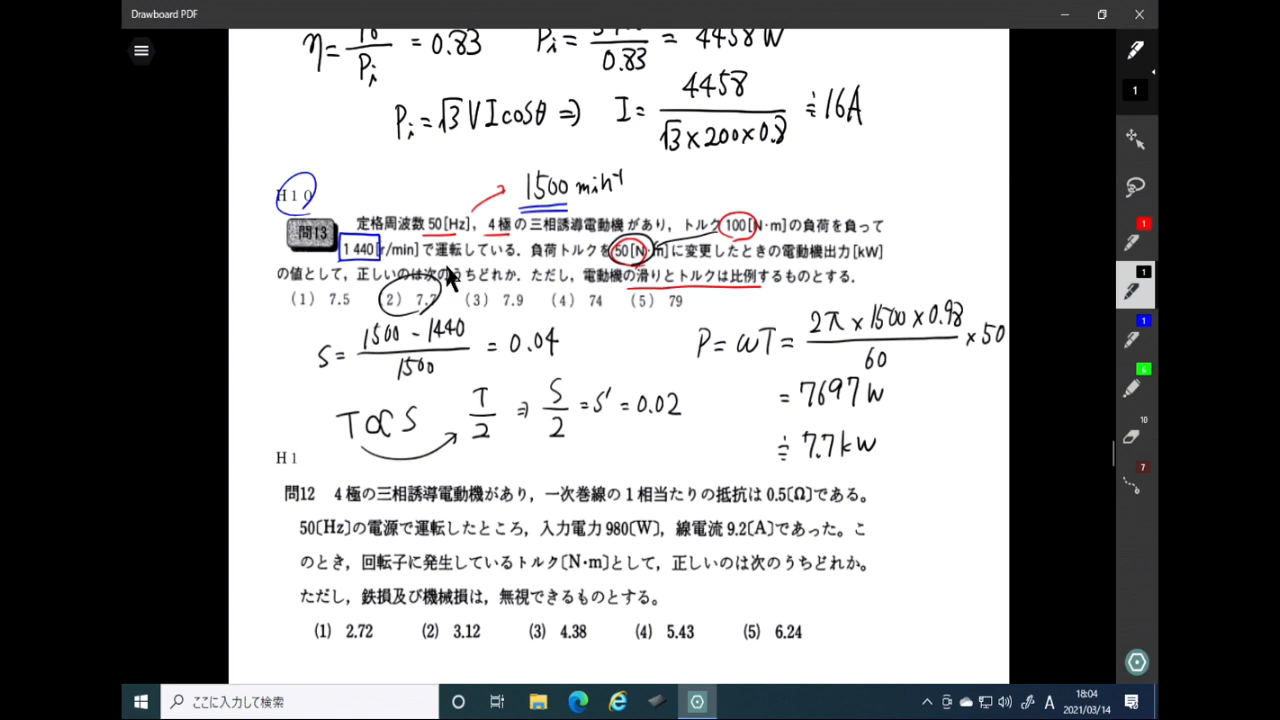 Drawboard PDF
η= /Pi = 0.83 Pi = /0.83 = 4458W
Pi = √3 V I cosθ ⇒ I = 4458/(√3×200×0.8) ≒ 16A
H10
1500 min⁻¹
問13 定格周波数 50[Hz], 4極の三相誘導電動機があり, トルク 100[N·m]の負荷を負って
1 440[r/min]で運転している. 負荷トルクを 50[N·m]に変更したときの電動機出力[kW]
の値として, 正しいのは次のうちどれか. ただし, 電動機の滑りとトルクは比例するものとする.
(1) 7.5 (2) 7.7 (3) 7.9 (4) 74 (5) 79
S = (1500 - 1440)/1500 = 0.04
P = ωT = (2π × 1500 × 0.98)/60 × 50
= 7697W
≒ 7.7kW
T∝S T/2 ⇒ S/2 = S' = 0.02
H1
問12 4極の三相誘導電動機があり, 一次巻線の1相当たりの抵抗は0.5[Ω]である。
50[Hz]の電源で運転したところ, 入力電力980[W], 線電流9.2[A]であった。こ
のとき, 回転子に発生しているトルク[N·m]として, 正しいのは次のうちどれか。
ただし, 鉄損及び機械損は, 無視できるものとする。
(1) 2.72 (2) 3.12 (3) 4.38 (4) 5.43 (5) 6.24
1
1
1
1
6
10
7
ここに入力して検索
A
18:04
2021/03/14